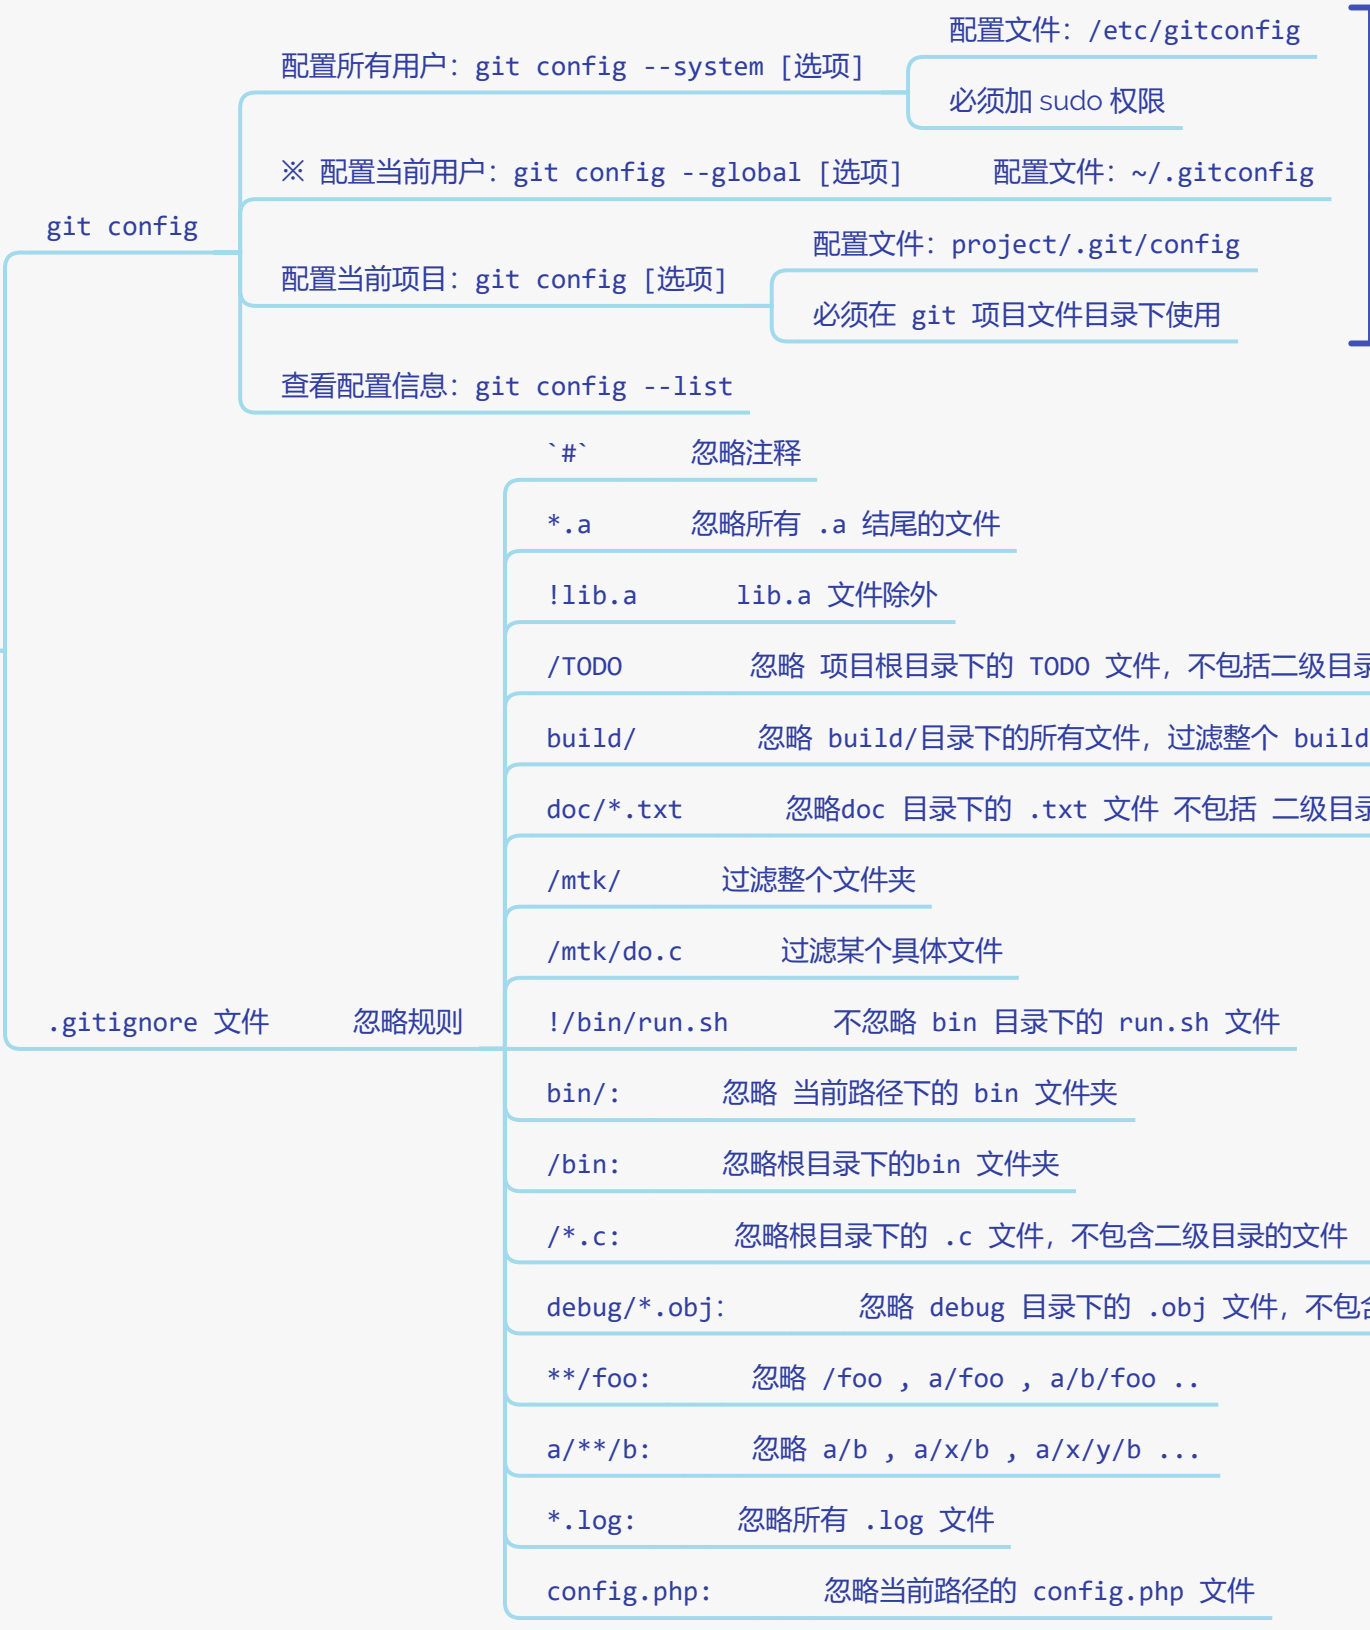 配置文件：/etc/gitconfig
配置所有用户：git config --system [选项]
必须加 sudo 权限
※ 配置当前用户：git config --global [选项] 配置文件：~/.gitconfig
git config
配置文件：project/.git/config
配置当前项目：git config [选项]
必须在 git 项目文件目录下使用
查看配置信息：git config --list
`#` 忽略注释
*.a 忽略所有 .a 结尾的文件
!lib.a lib.a 文件除外
/TODO 忽略 项目根目录下的 TODO 文件，不包括二级目录
build/ 忽略 build/目录下的所有文件，过滤整个 build
doc/*.txt 忽略doc 目录下的 .txt 文件 不包括 二级目录
/mtk/ 过滤整个文件夹
/mtk/do.c 过滤某个具体文件
.gitignore 文件 忽略规则
!/bin/run.sh 不忽略 bin 目录下的 run.sh 文件
bin/: 忽略 当前路径下的 bin 文件夹
/bin: 忽略根目录下的bin 文件夹
/*.c: 忽略根目录下的 .c 文件，不包含二级目录的文件
debug/*.obj： 忽略 debug 目录下的 .obj 文件，不包含
**/foo: 忽略 /foo , a/foo , a/b/foo ..
a/**/b: 忽略 a/b , a/x/b , a/x/y/b ...
*.log: 忽略所有 .log 文件
config.php: 忽略当前路径的 config.php 文件